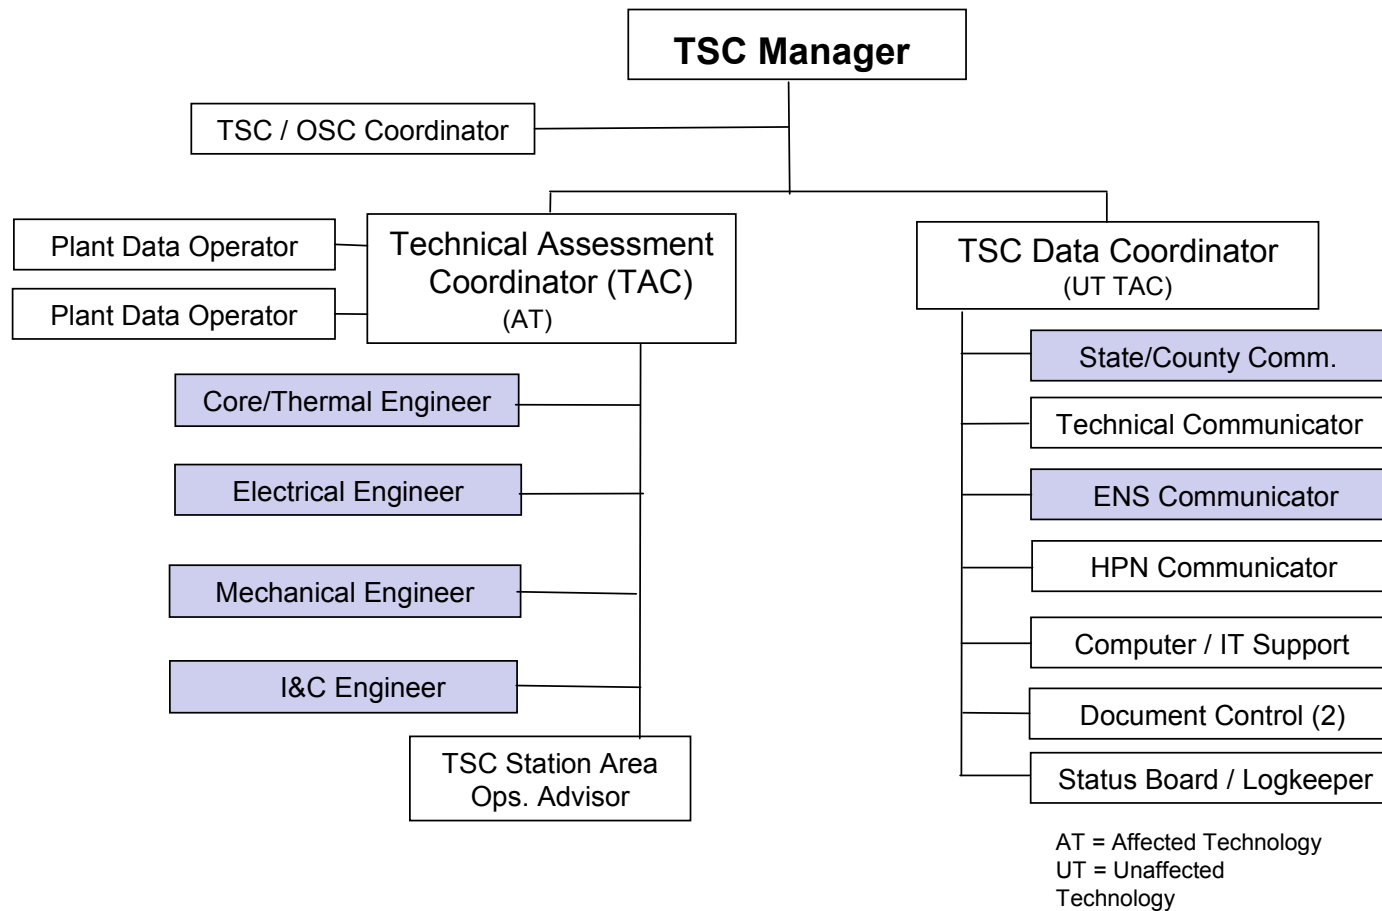 TSC Manager
TSC / OSC Coordinator
Plant Data Operator
Plant Data Operator
Technical Assessment
Coordinator (TAC)
(AT)
Core/Thermal Engineer
Electrical Engineer
Mechanical Engineer
I&C Engineer
TSC Station Area
Ops. Advisor
TSC Data Coordinator
(UT TAC)
State/County Comm.
Technical Communicator
ENS Communicator
HPN Communicator
Computer / IT Support
Document Control (2)
Status Board / Logkeeper
AT = Affected Technology
UT = Unaffected
Technology